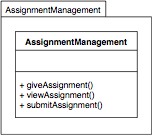 AssignmentManagement
AssignmentManagement
+ giveAssignment()
+ viewAssignment()
+ submitAssignment()